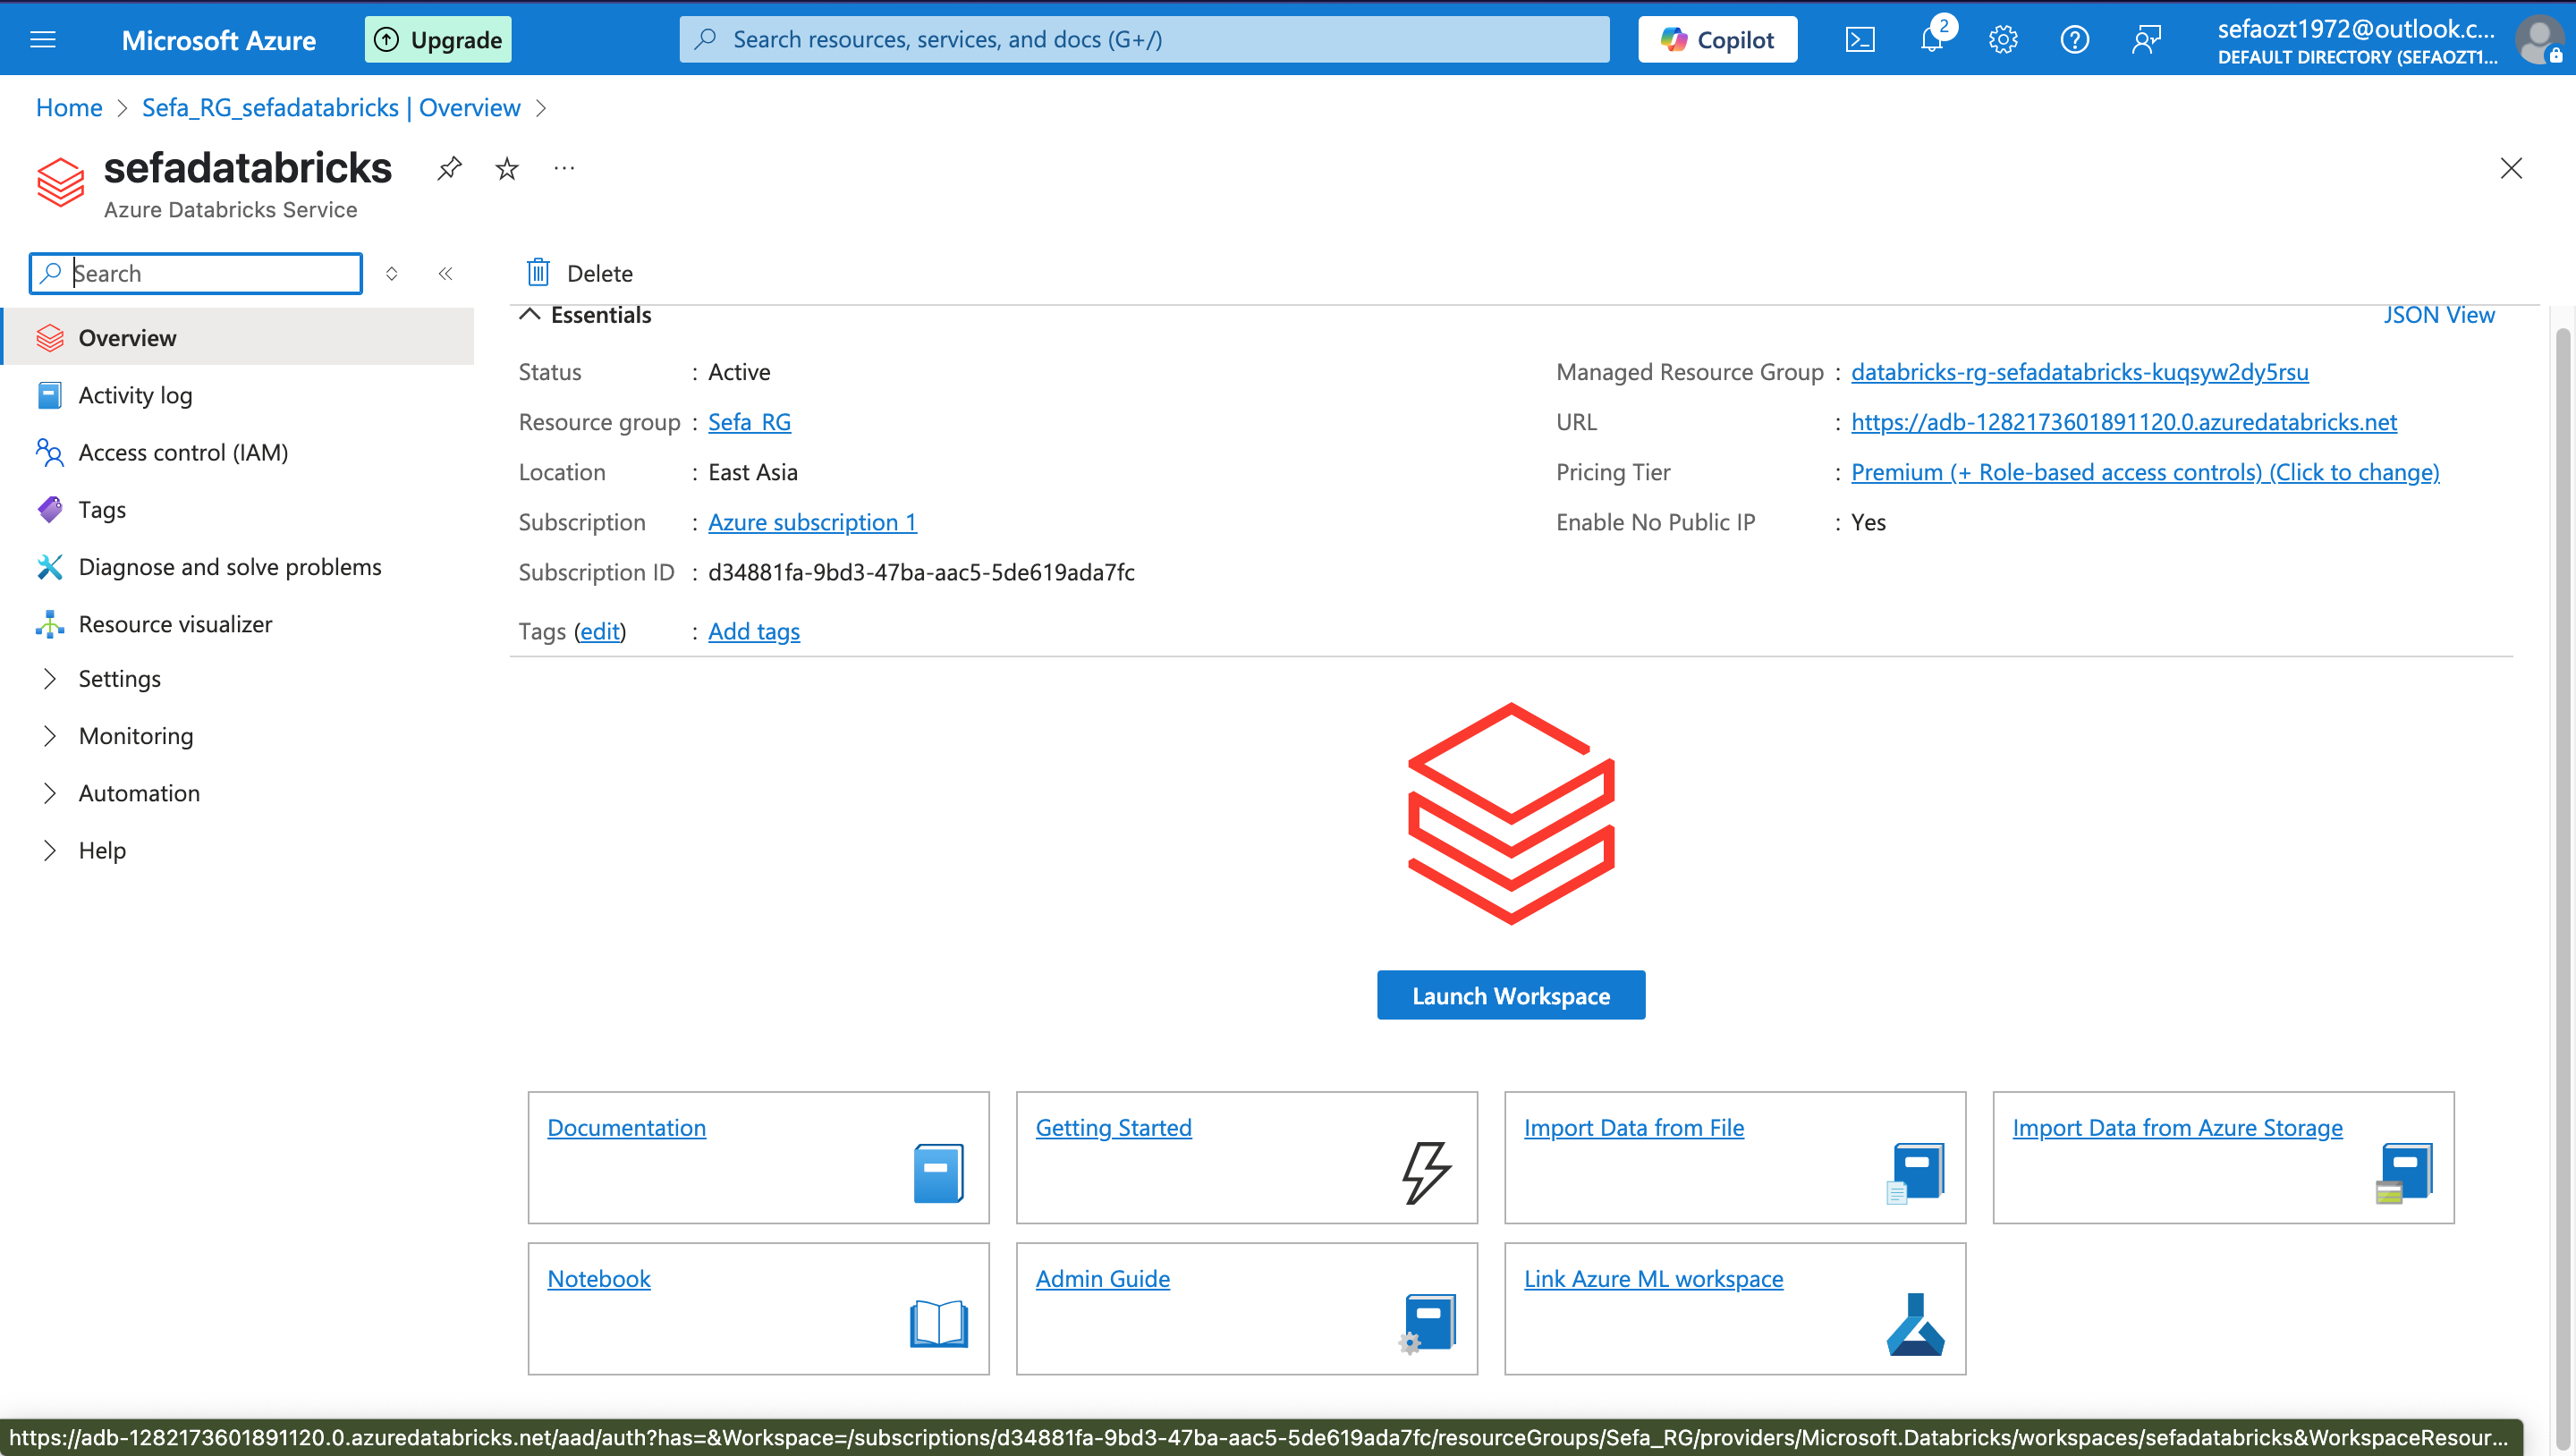 Microsoft Azure
Upgrade
Search resources, services, and docs (G+/)
Copilot
2
sefaozt1972@outlook.c...
DEFAULT DIRECTORY (SEFAOZT1...
Home > Sefa_RG_sefadatabricks | Overview >
sefadatabricks
...
Azure Databricks Service
Search
Delete
Overview
Activity log
Access control (IAM)
Tags
Diagnose and solve problems
Resource visualizer
Settings
Monitoring
Automation
Help
Essentials
JSON View
Status : Active
Resource group : Sefa_RG
Location : East Asia
Subscription : Azure subscription 1
Subscription ID : d34881fa-9bd3-47ba-aac5-5de619ada7fc
Tags (edit) : Add tags
Managed Resource Group : databricks-rg-sefadatabricks-kuqsyw2dy5rsu
URL : https://adb-1282173601891120.0.azuredatabricks.net
Pricing Tier : Premium (+ Role-based access controls) (Click to change)
Enable No Public IP : Yes
Launch Workspace
Documentation
Getting Started
Import Data from File
Import Data from Azure Storage
Notebook
Admin Guide
Link Azure ML workspace
https://adb-1282173601891120.0.azuredatabricks.net/aad/auth?has=&Workspace=/subscriptions/d34881fa-9bd3-47ba-aac5-5de619ada7fc/resourceGroups/Sefa_RG/providers/Microsoft.Databricks/workspaces/sefadatabricks&WorkspaceResour...